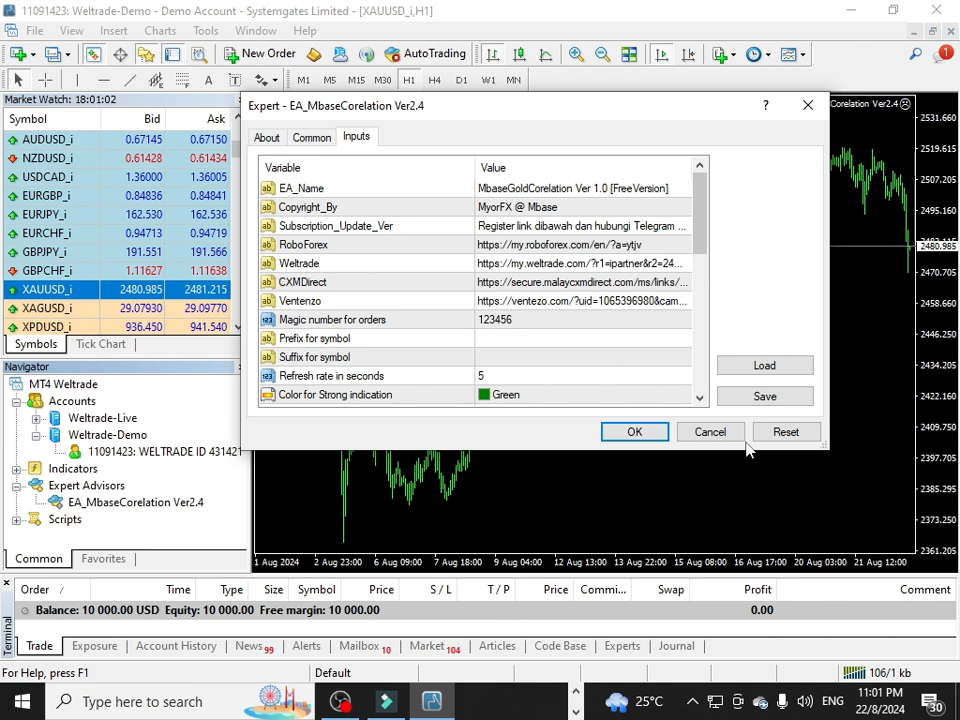 11091423: Weltrade-Demo - Demo Account - Systemgates Limited - [XAUUSD_i,H1]
File View Insert Charts Tools Window Help
New Order AutoTrading 1
A T M1 M5 M15 M30 H1 H4 D1 W1 MN
Market Watch: 18:01:02
Symbol Bid Ask
AUDUSD_i 0.67145 0.67150
NZDUSD_i 0.61428 0.61434
USDCAD_i 1.36000 1.36005
EURGBP_i 0.84836 0.84841
EURJPY_i 162.530 162.536
EURCHF_i 0.94713 0.94719
GBPJPY_i 191.551 191.566
GBPCHF_i 1.11627 1.11638
XAUUSD_i 2480.985 2481.215
XAGUSD_i 29.07930 29.09770
XPDUSD_i 936.450 941.540
Symbols Tick Chart
Navigator
MT4 Weltrade
Accounts
Weltrade-Live
Weltrade-Demo
11091423: WELTRADE ID 431421
Indicators
Expert Advisors
EA_MbaseCorelation Ver2.4
Scripts
Common Favorites
Expert - EA_MbaseCorelation Ver2.4 ?
About Common Inputs
Variable Value
EA_Name MbaseGoldCorelation Ver 1.0 [FreeVersion]
Copyright_By MyorFX @ Mbase
Subscription_Update_Ver Register link dibawah dan hubungi Telegram ...
RoboForex https://my.roboforex.com/en/?a=ytjv
Weltrade https://my.weltrade.com/?r1=ipartner&r2=24...
CXMDirect https://secure.malaycxmdirect.com/ms/links/...
Ventenzo https://ventezo.com/?uid=1065396980&cam...
Magic number for orders 123456
Prefix for symbol
Suffix for symbol
Refresh rate in seconds 5
Color for Strong indication Green
Load
Save
OK Cancel Reset
Corelation Ver2.4
2531.660
2519.615
2507.205
2495.160
2480.985
2470.705
2458.660
2446.250
2434.205
2422.160
2409.750
2397.705
2385.295
2373.250
2361.205
1 Aug 2024 2 Aug 23:00 6 Aug 09:00 7 Aug 18:00 9 Aug 04:00 12 Aug 13:00 13 Aug 22:00 15 Aug 08:00 16 Aug 17:00 20 Aug 03:00 21 Aug 12:00
Order / Time Type Size Symbol Price S / L T / P Price Commi... Swap Profit Comment
Balance: 10 000.00 USD Equity: 10 000.00 Free margin: 10 000.00 0.00
Terminal
Trade Exposure Account History News 99 Alerts Mailbox 10 Market 104 Articles Code Base Experts Journal
For Help, press F1 Default 106/1 kb
Type here to search 25°C ENG 11:01 PM
22/8/2024 30